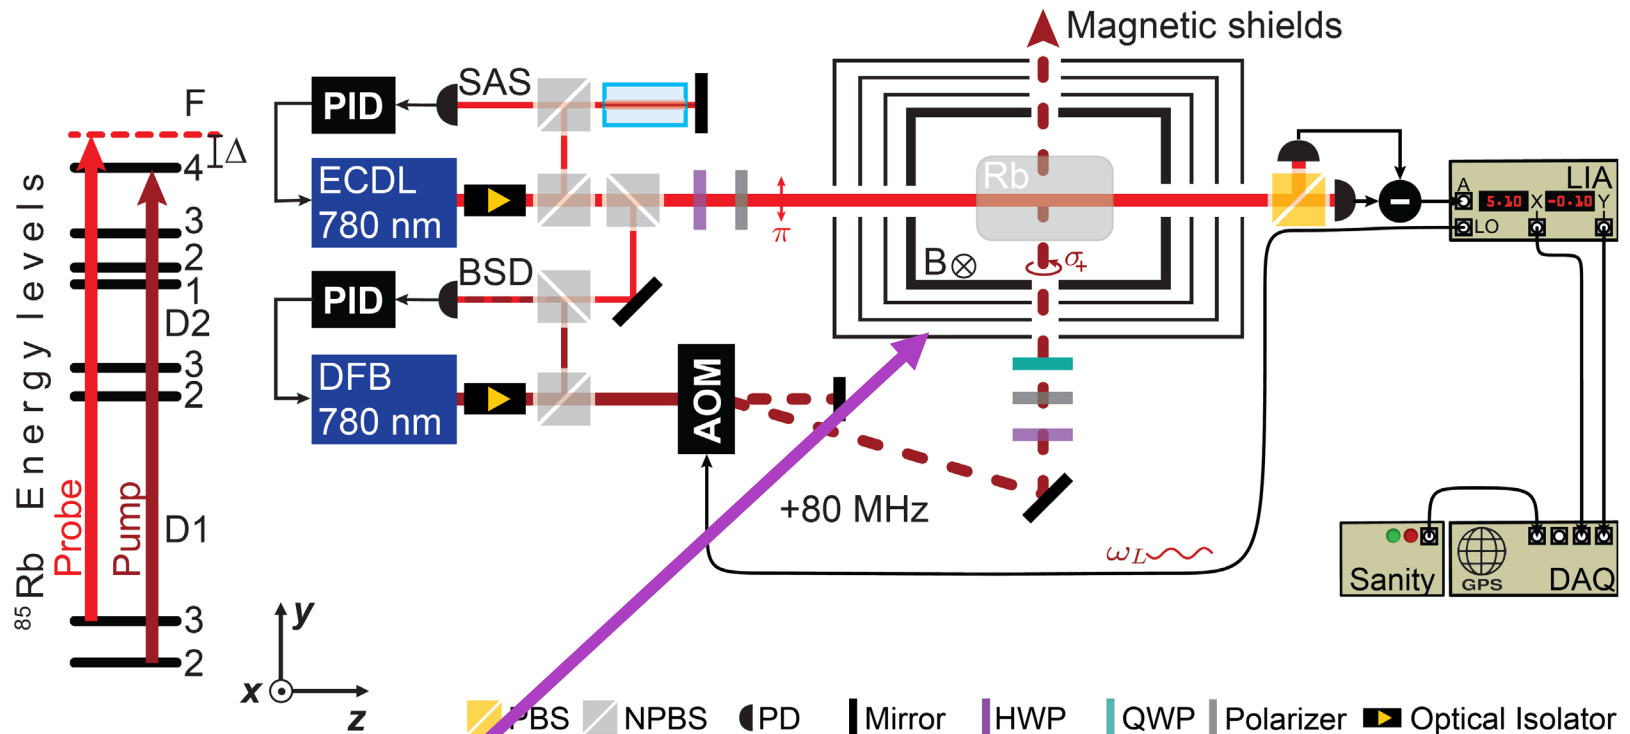 Magnetic shields
SAS
PID
F
Δ
4
ECDL
780 nm
3
2
1
D2
3
2
π
Rb
B
σ+
BSD
PID
DFB
780 nm
AOM
+80 MHz
ωL
A
LIA
5.10 X -0.10 Y
LO
85Rb Energy levels
Probe
Pump
D1
3
2
y
x
z
Sanity
GPS
DAQ
PBS
NPBS
PD
Mirror
HWP
QWP
Polarizer
Optical Isolator